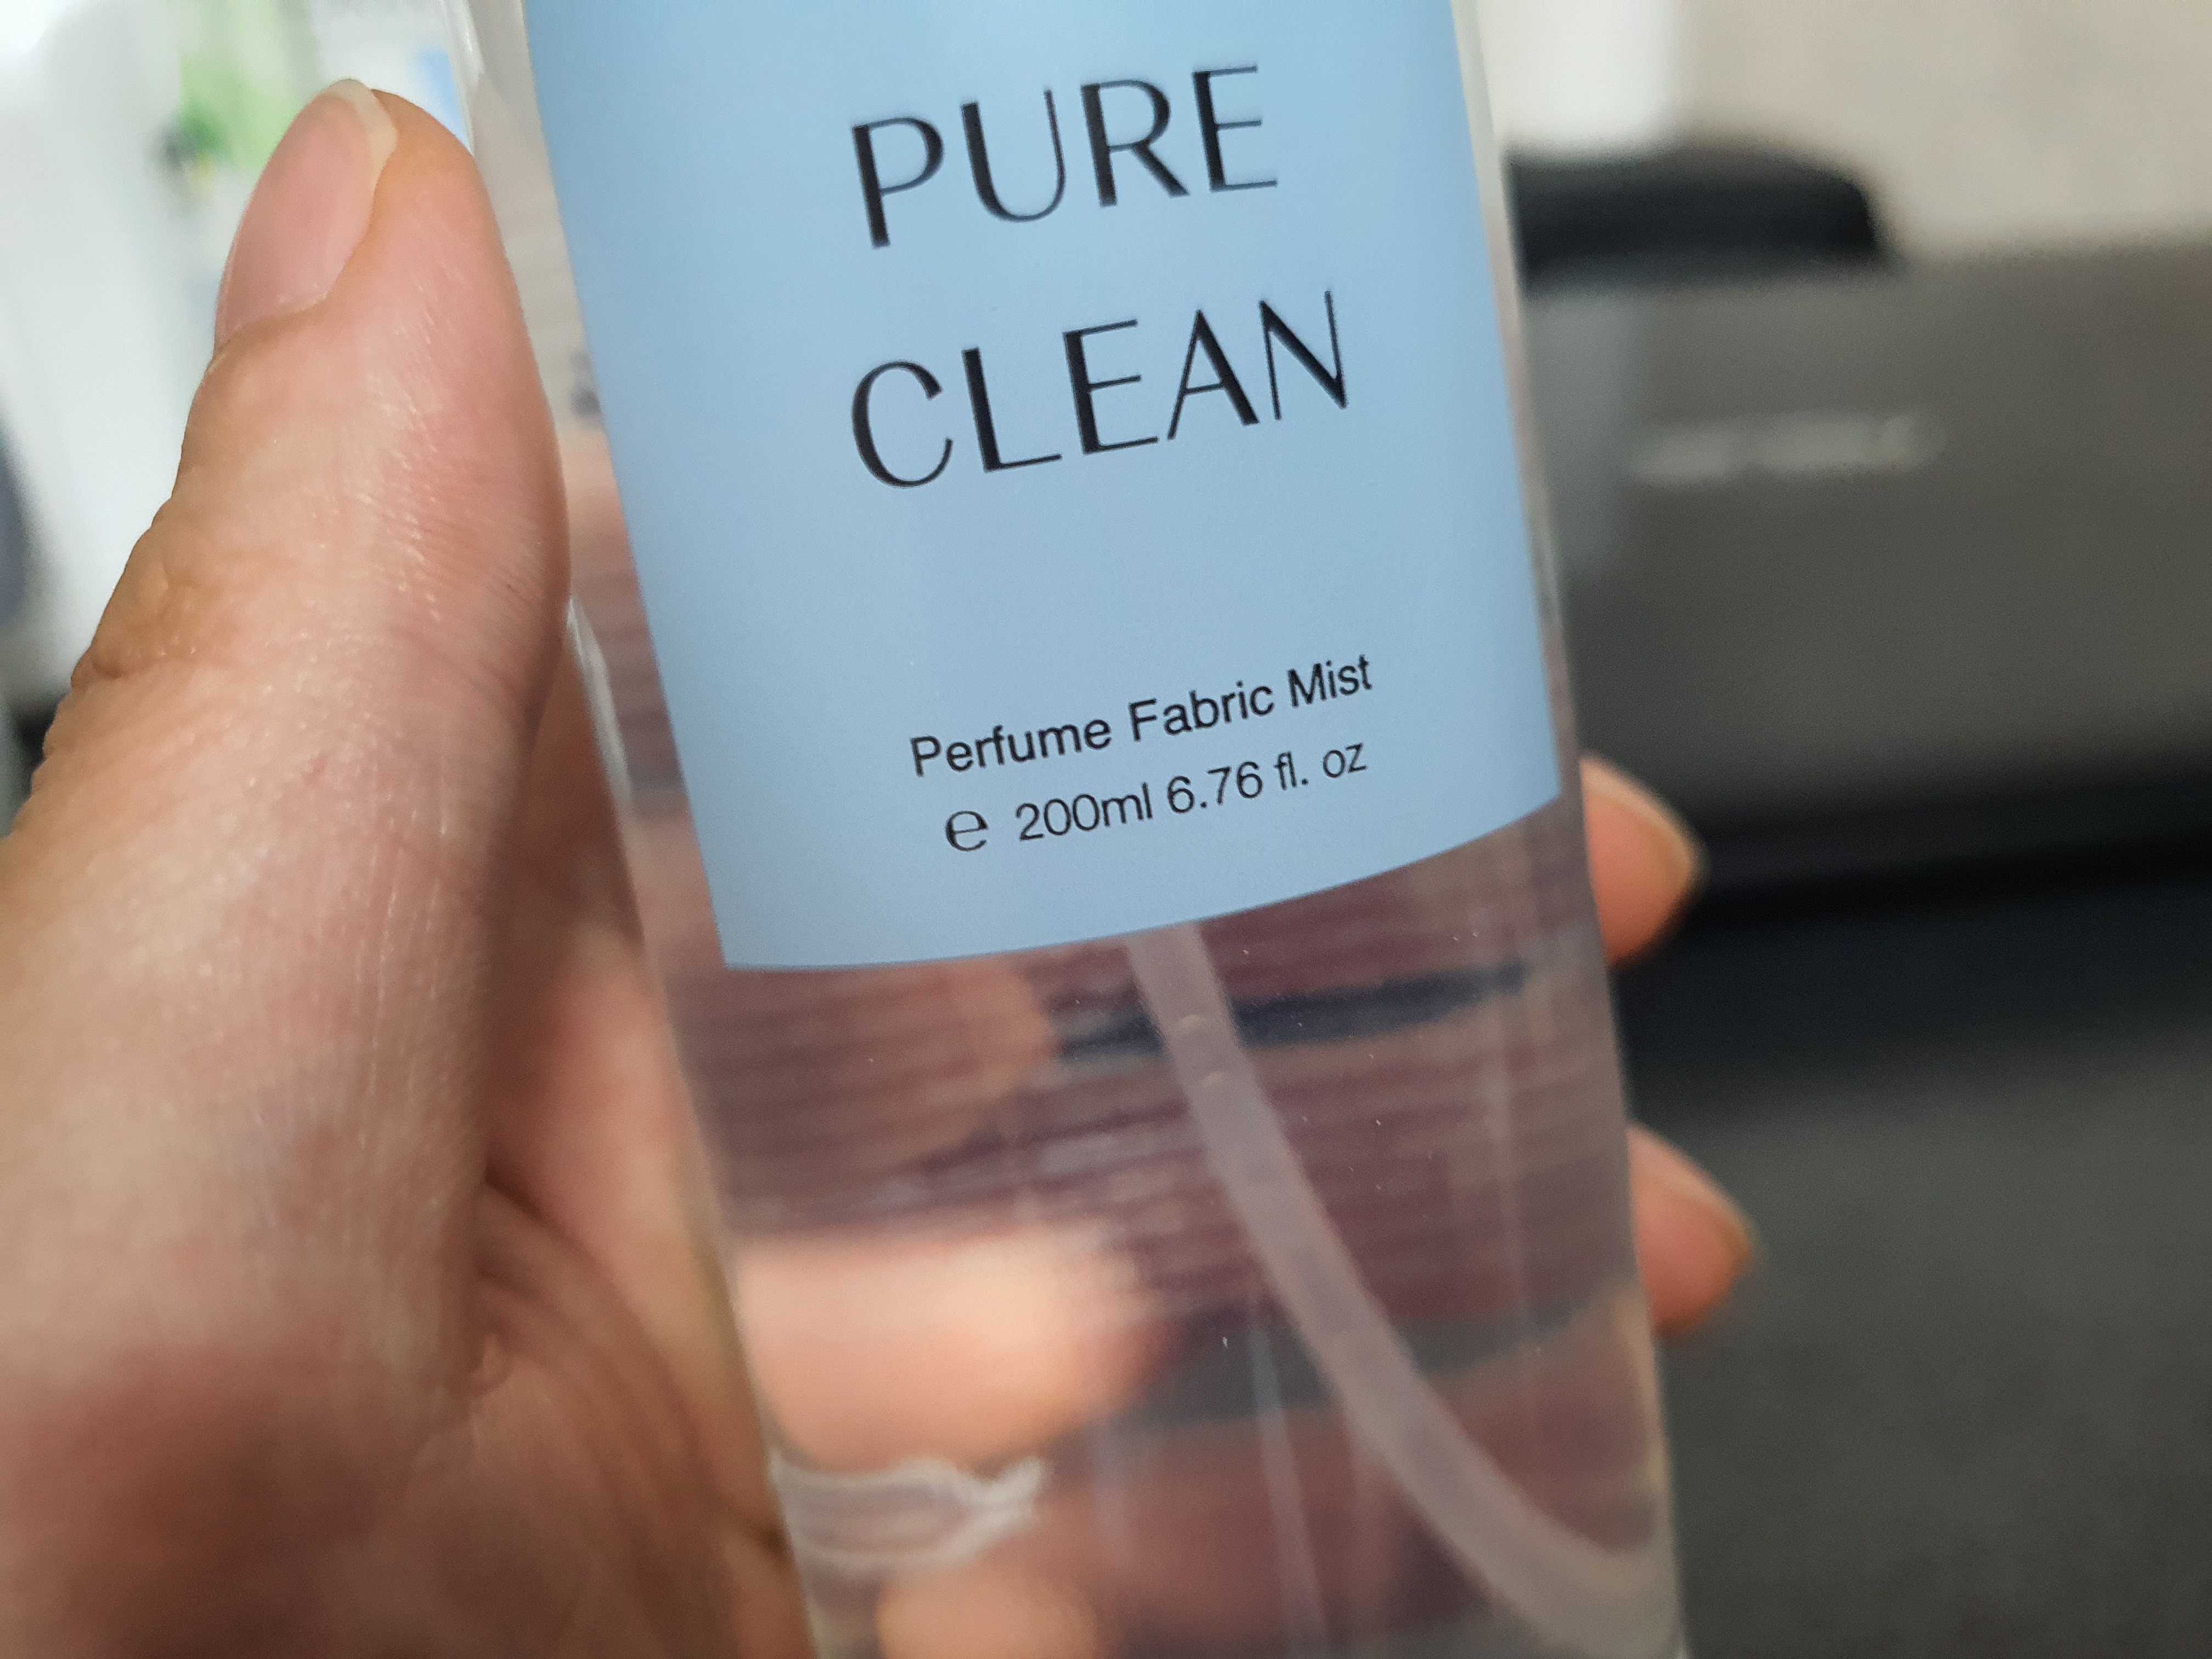 PURE
CLEAN
Perfume Fabric Mist
℮ 200ml 6.76 fl. oz